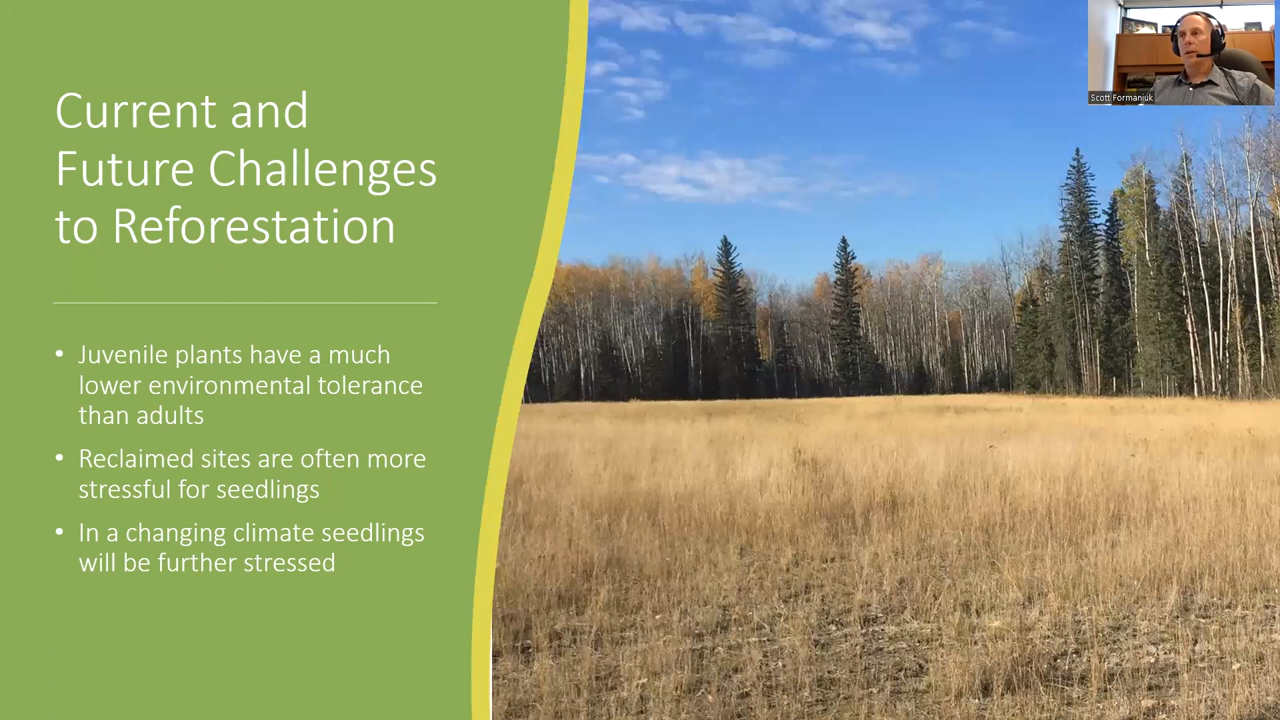 Current and
Future Challenges
to Reforestation
• Juvenile plants have a much
lower environmental tolerance
than adults
• Reclaimed sites are often more
stressful for seedlings
• In a changing climate seedlings
will be further stressed
Scott Formaniuk